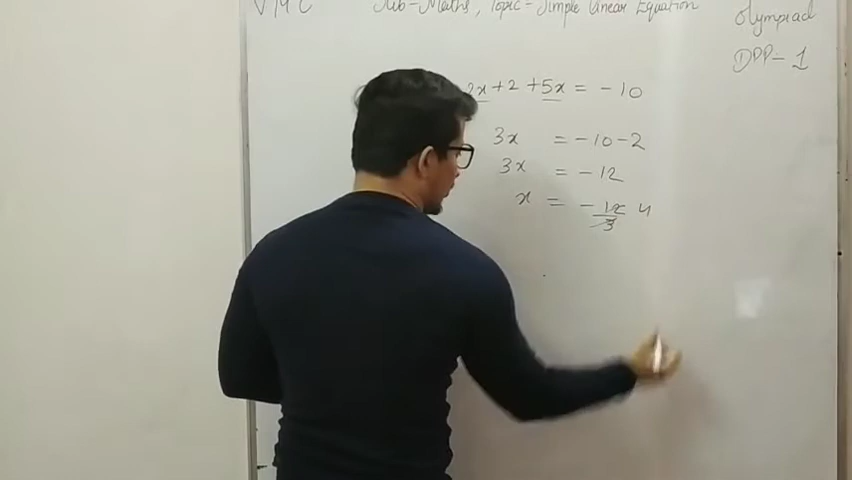 VMC Sub-Maths, Topic-Simple linear Equation Olympiad
DPP-1
2x+2+5x = -10
3x = -10-2
3x = -12
x = -12/3 4